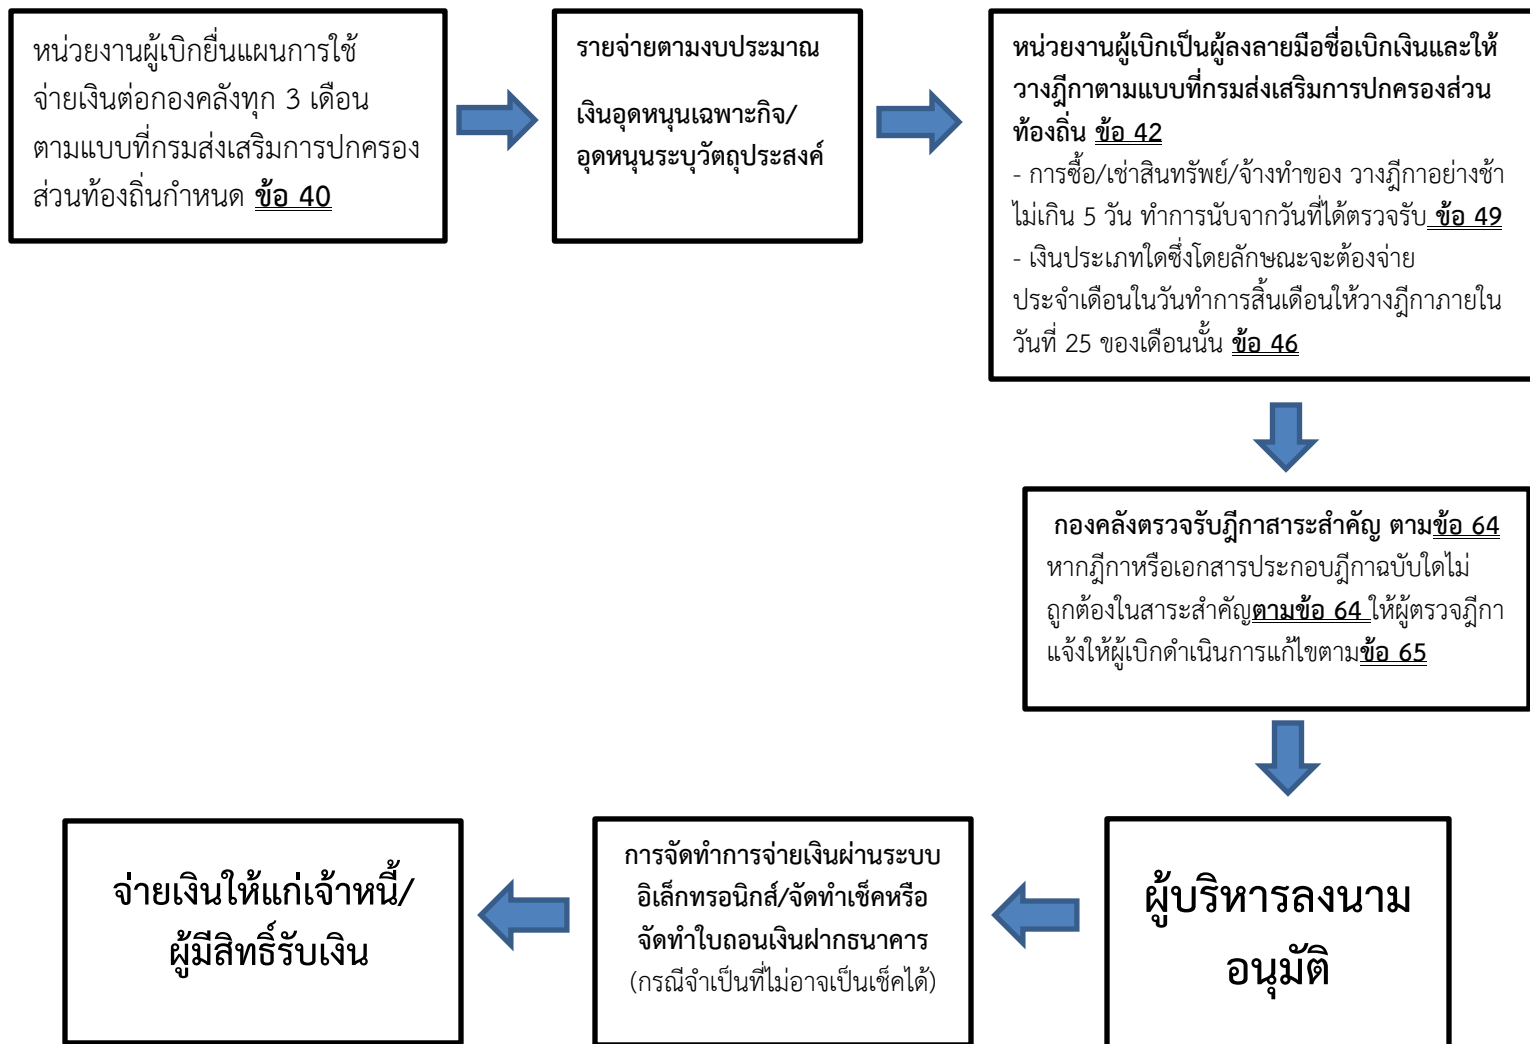 หน่วยงานผู้เบิกยื่นแผนการใช้
จ่ายเงินต่อกองคลังทุก 3 เดือน
ตามแบบที่กรมส่งเสริมการปกครอง
ส่วนท้องถิ่นกำหนด ข้อ 40
รายจ่ายตามงบประมาณ
เงินอุดหนุนเฉพาะกิจ/
อุดหนุนระบุวัตถุประสงค์
หน่วยงานผู้เบิกเป็นผู้ลงลายมือชื่อเบิกเงินและให้
วางฎีกาตามแบบที่กรมส่งเสริมการปกครองส่วน
ท้องถิ่น ข้อ 42
- การซื้อ/เช่าสินทรัพย์/จ้างทำของ วางฎีกาอย่างช้า
ไม่เกิน 5 วัน ทำการนับจากวันที่ได้ตรวจรับ ข้อ 49
- เงินประเภทใดซึ่งโดยลักษณะจะต้องจ่าย
ประจำเดือนในวันทำการสิ้นเดือนให้วางฎีกาภายใน
วันที่ 25 ของเดือนนั้น ข้อ 46
กองคลังตรวจรับฎีกาสาระสำคัญ ตามข้อ 64
หากฎีกาหรือเอกสารประกอบฎีกาฉบับใดไม่
ถูกต้องในสาระสำคัญตามข้อ 64 ให้ผู้ตรวจฎีกา
แจ้งให้ผู้เบิกดำเนินการแก้ไขตามข้อ 65
ผู้บริหารลงนาม
อนุมัติ
การจัดทำการจ่ายเงินผ่านระบบ
อิเล็กทรอนิกส์/จัดทำเช็คหรือ
จัดทำใบถอนเงินฝากธนาคาร
(กรณีจำเป็นที่ไม่อาจเป็นเช็คได้)
จ่ายเงินให้แก่เจ้าหนี้/
ผู้มีสิทธิ์รับเงิน